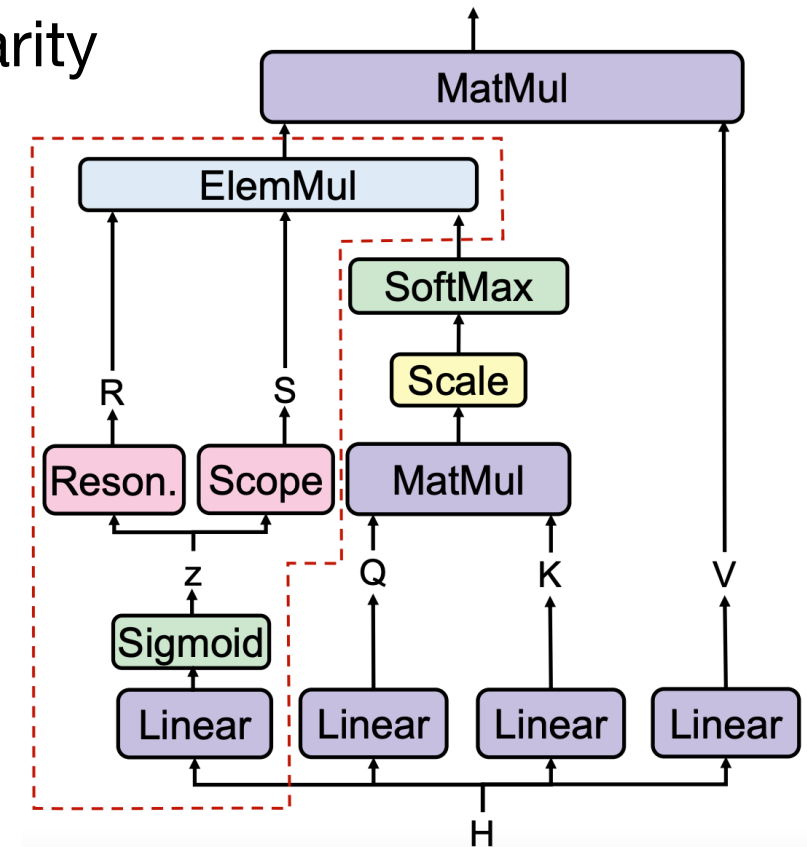 arity
MatMul
ElemMul
SoftMax
Scale
R
S
Reson.
Scope
MatMul
z
Q
K
V
Sigmoid
Linear
Linear
Linear
Linear
H